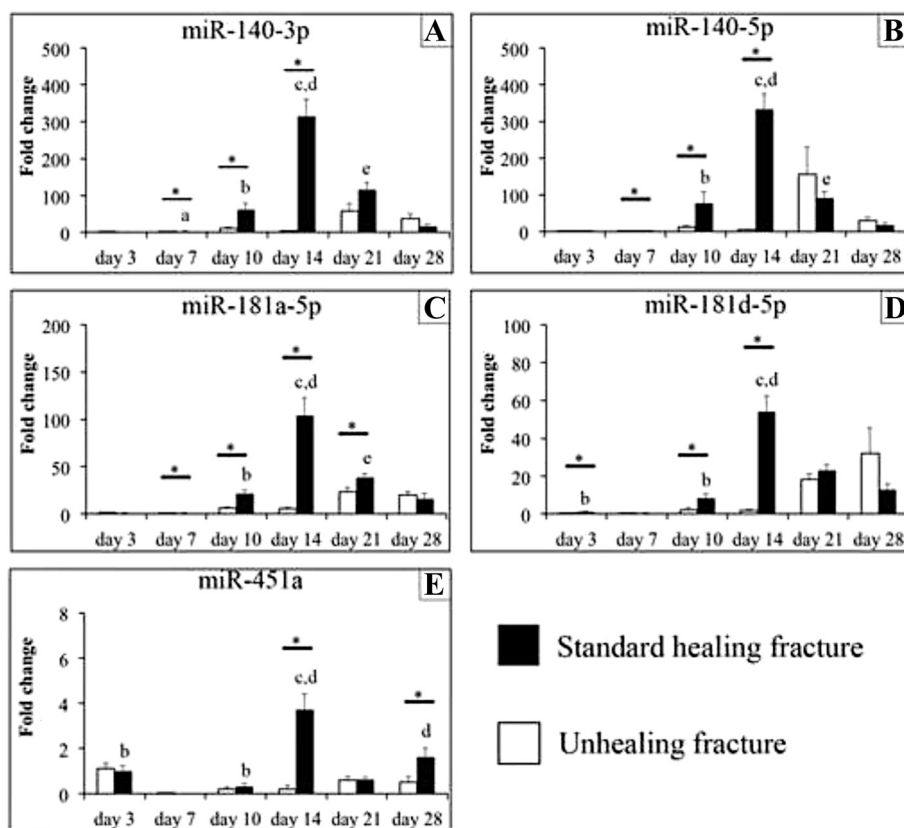 miR-140-3p
A
Fold change
500
400
300
200
100
0
*
*
*
*
a
b
c,d
e
day 3 day 7 day 10 day 14 day 21 day 28
miR-140-5p
B
Fold change
500
400
300
200
100
0
*
*
*
*
b
c,d
e
day 3 day 7 day 10 day 14 day 21 day 28
miR-181a-5p
C
Fold change
200
150
100
50
0
*
*
*
*
b
c,d
e
day 3 day 7 day 10 day 14 day 21 day 28
miR-181d-5p
D
Fold change
100
80
60
40
20
0
*
*
*
b
b
c,d
day 3 day 7 day 10 day 14 day 21 day 28
miR-451a
E
Fold change
8
6
4
2
0
*
*
b
b
c,d
d
day 3 day 7 day 10 day 14 day 21 day 28
Standard healing fracture
Unhealing fracture